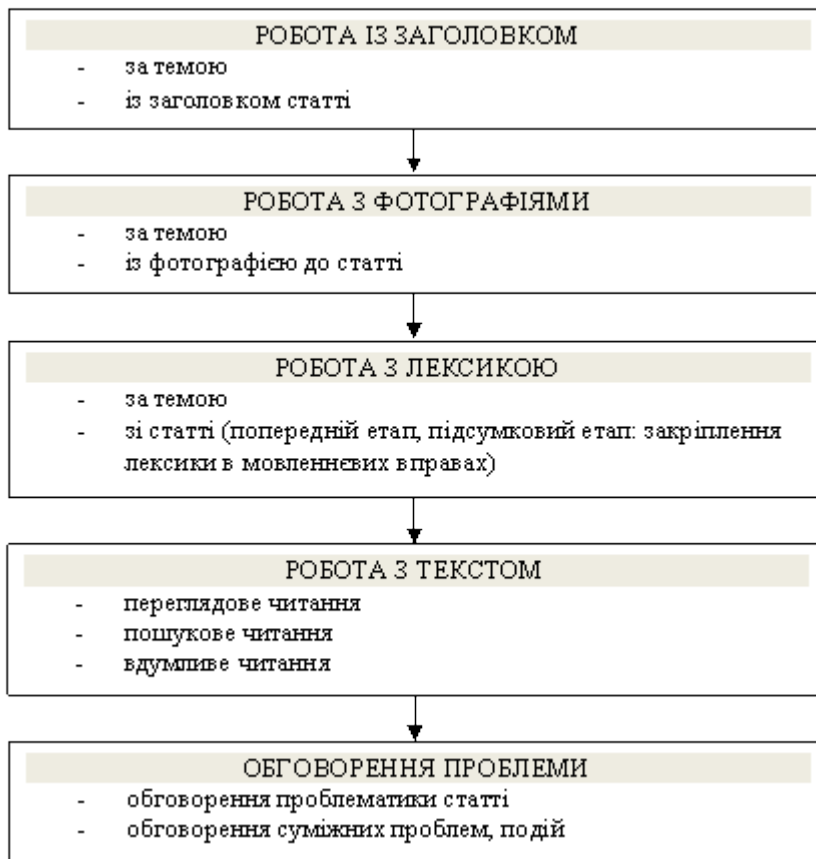 РОБОТА ІЗ ЗАГОЛОВКОМ
- за темою
- із заголовком статті
РОБОТА З ФОТОГРАФІЯМИ
- за темою
- із фотографією до статті
РОБОТА З ЛЕКСИКОЮ
- за темою
- зі статті (попередній етап, підсумковий етап: закріплення
лексики в мовленнєвих вправах)
РОБОТА З ТЕКСТОМ
- переглядове читання
- пошукове читання
- вдумливе читання
ОБГОВОРЕННЯ ПРОБЛЕМИ
- обговорення проблематики статті
- обговорення суміжних проблем, подій